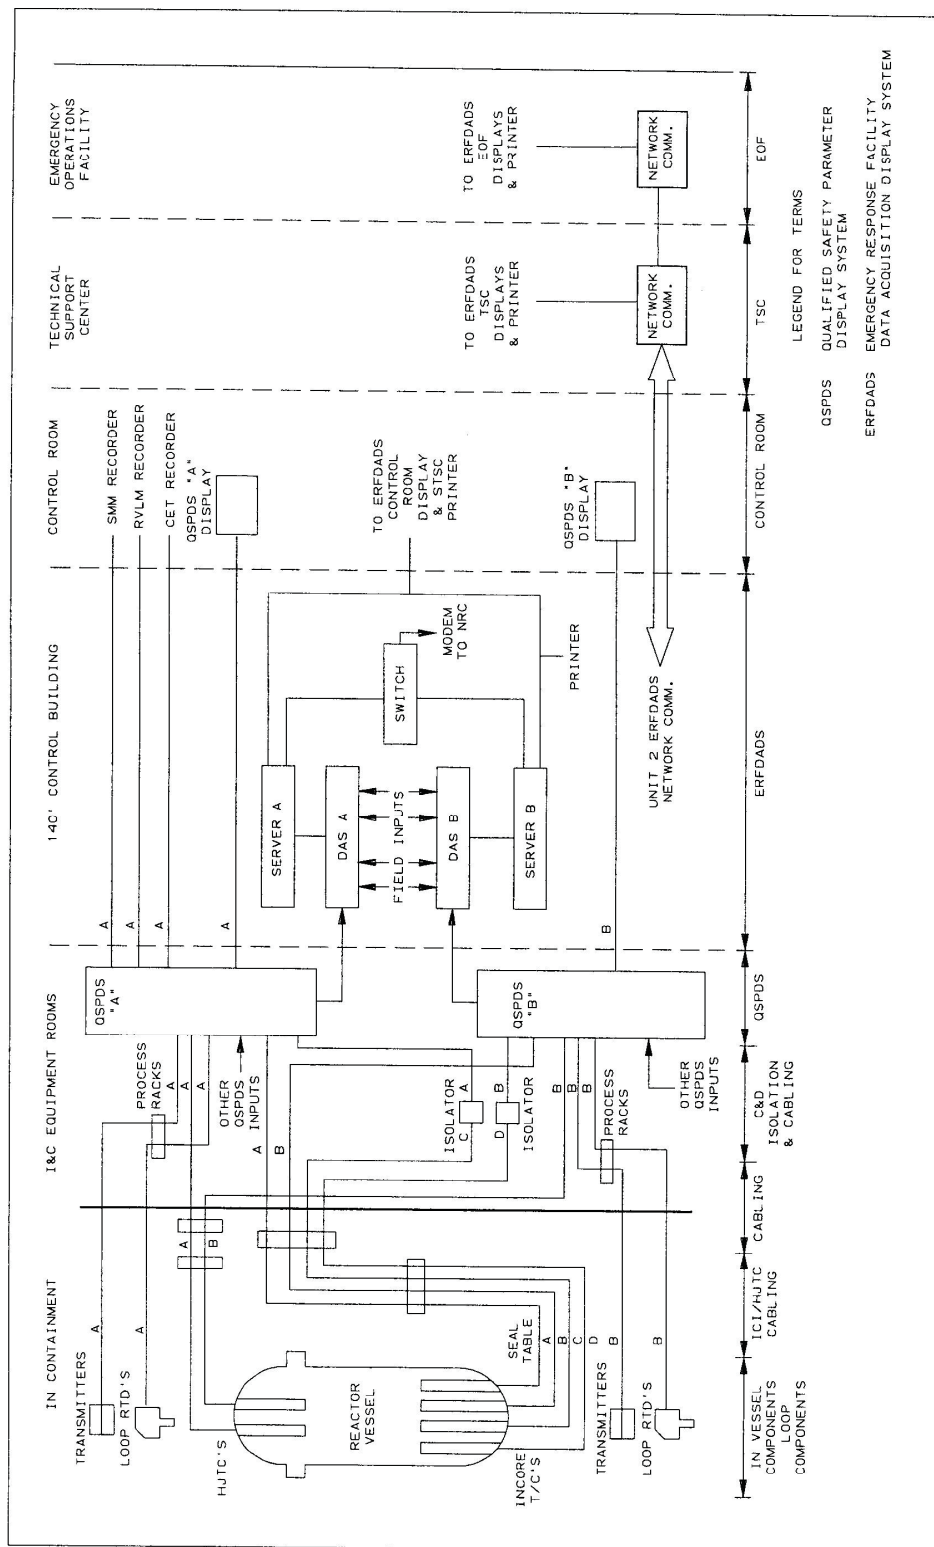 IN CONTAINMENT
I&C EQUIPMENT ROOMS
14C' CONTROL BUILDING
CONTROL ROOM
TECHNICAL
SUPPORT
CENTER
EMERGENCY
OPERATIONS
FACILITY
TRANSMITTERS
A
LOOP RTD'S
A
HJTC'S
A
B
PROCESS
RACKS
A
A
A
OTHER
QSPDS
INPUTS
A
B
QSPDS
"A"
A
A
A
A
SMM RECORDER
RVLM RECORDER
CET RECORDER
QSPDS "A"
DISPLAY
REACTOR
VESSEL
INCORE
T/C'S
SEAL
TABLE
A
B
C
D
ISOLATOR
C
A
D
B
ISOLATOR
SERVER A
DAS A
FIELD INPUTS
DAS B
SERVER B
SWITCH
MODEM
TO NRC
PRINTER
TO ERFDADS
CONTROL
ROOM
DISPLAY
& STSC
PRINTER
QSPDS
"B"
B
QSPDS "B"
DISPLAY
TRANSMITTERS
B
LOOP RTD'S
B
B
B
B
PROCESS
RACKS
OTHER
QSPDS
INPUTS
UNIT 2 ERFDADS
NETWORK COMM.
TO ERFDADS
TSC
DISPLAYS
& PRINTER
NETWORK
COMM.
TO ERFDADS
EOF
DISPLAYS
& PRINTER
NETWORK
COMM.
IN VESSEL
COMPONENTS
LOOP
COMPONENTS
ICI/HJTC
CABLING
CABLING
C&D
ISOLATION
& CABLING
QSPDS
ERFDADS
CONTROL ROOM
TSC
EOF
LEGEND FOR TERMS
QSPDS QUALIFIED SAFETY PARAMETER
DISPLAY SYSTEM
ERFDADS EMERGENCY RESPONSE FACILITY
DATA ACQUISITION DISPLAY SYSTEM